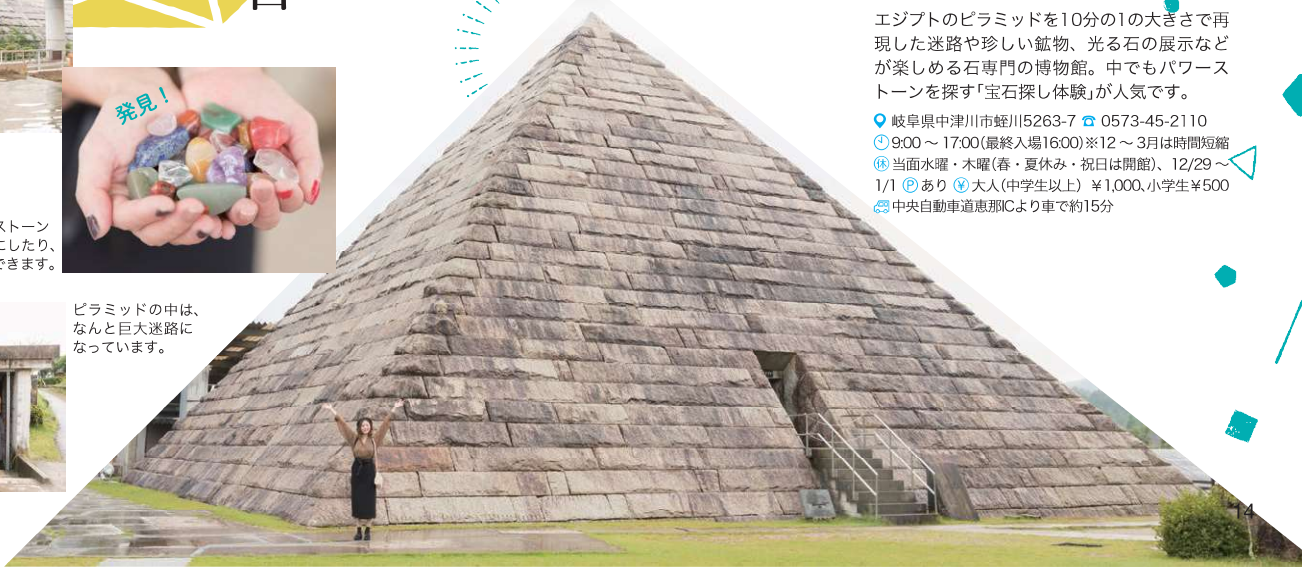 発見！
ストーン
にしたり、
できます。
ピラミッドの中は、
なんと巨大迷路に
なっています。
エジプトのピラミッドを10分の1の大きさで再
現した迷路や珍しい鉱物、光る石の展示など
が楽しめる石専門の博物館。中でもパワース
トーンを探す「宝石探し体験」が人気です。
岐阜県中津川市蛭川5263-7 ☎ 0573-45-2110
9:00～17:00（最終入場16:00）※12～3月は時間短縮
休 当面水曜・木曜（春・夏休み・祝日は開館）、12/29～
1/1 Ⓟあり ¥ 大人（中学生以上）￥1,000、小学生￥500
中央自動車道恵那ICより車で約15分
14